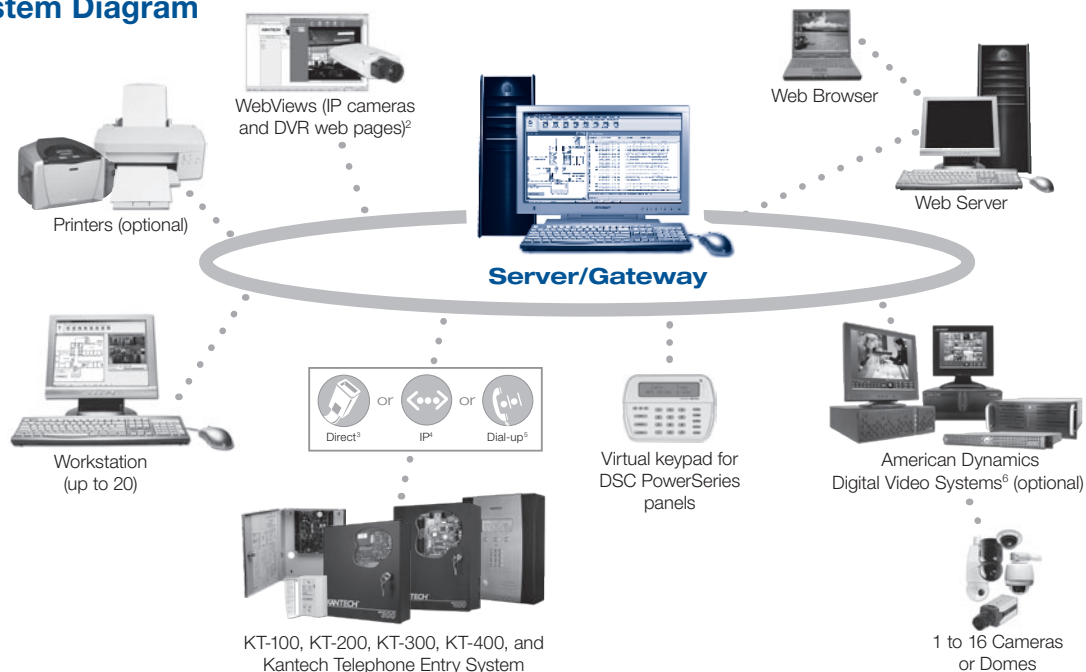 stem Diagram
WebViews (IP cameras
and DVR web pages)²
Printers (optional)
Web Browser
Web Server
Server/Gateway
Workstation
(up to 20)
Direct³ or IP⁴ or Dial-up⁵
Virtual keypad for
DSC PowerSeries
panels
American Dynamics
Digital Video Systems⁶ (optional)
KT-100, KT-200, KT-300, KT-400, and
Kantech Telephone Entry System
1 to 16 Cameras
or Domes